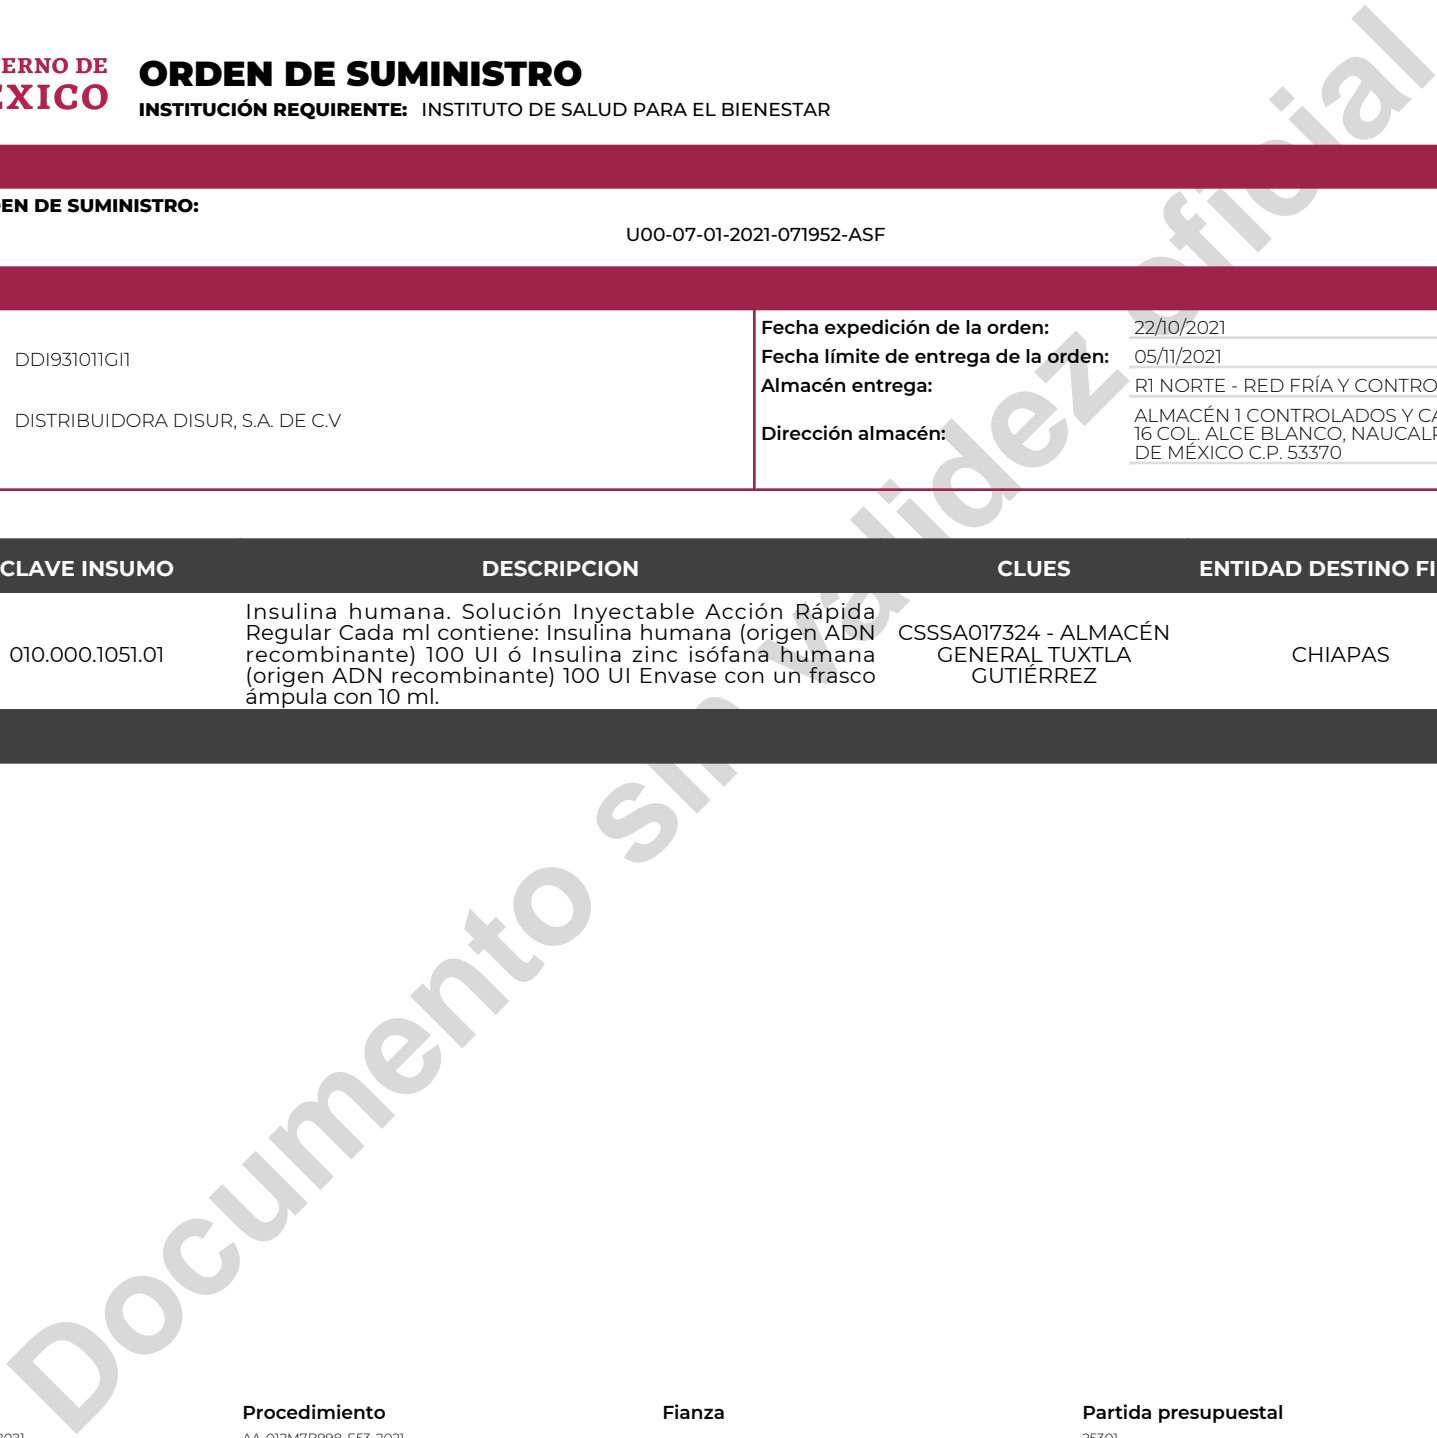 ERNO DE
ÉXICO
ORDEN DE SUMINISTRO
INSTITUCIÓN REQUIRENTE: INSTITUTO DE SALUD PARA EL BIENESTAR
EN DE SUMINISTRO:
U00-07-01-2021-071952-ASF
DDI931011GI1
DISTRIBUIDORA DISUR, S.A. DE C.V
Fecha expedición de la orden: 22/10/2021
Fecha límite de entrega de la orden: 05/11/2021
Almacén entrega: R1 NORTE - RED FRÍA Y CONTRO
Dirección almacén: ALMACÉN 1 CONTROLADOS Y CA
16 COL. ALCE BLANCO, NAUCALP
DE MÉXICO C.P. 53370
CLAVE INSUMO DESCRIPCION CLUES ENTIDAD DESTINO FI
010.000.1051.01
Insulina humana. Solución Inyectable Acción Rápida
Regular Cada ml contiene: Insulina humana (origen ADN
recombinante) 100 UI ó Insulina zinc isófana humana
(origen ADN recombinante) 100 UI Envase con un frasco
ámpula con 10 ml.
CSSSA017324 - ALMACÉN
GENERAL TUXTLA
GUTIÉRREZ
CHIAPAS
Documento sin validez oficial
Procedimiento Fianza Partida presupuestal